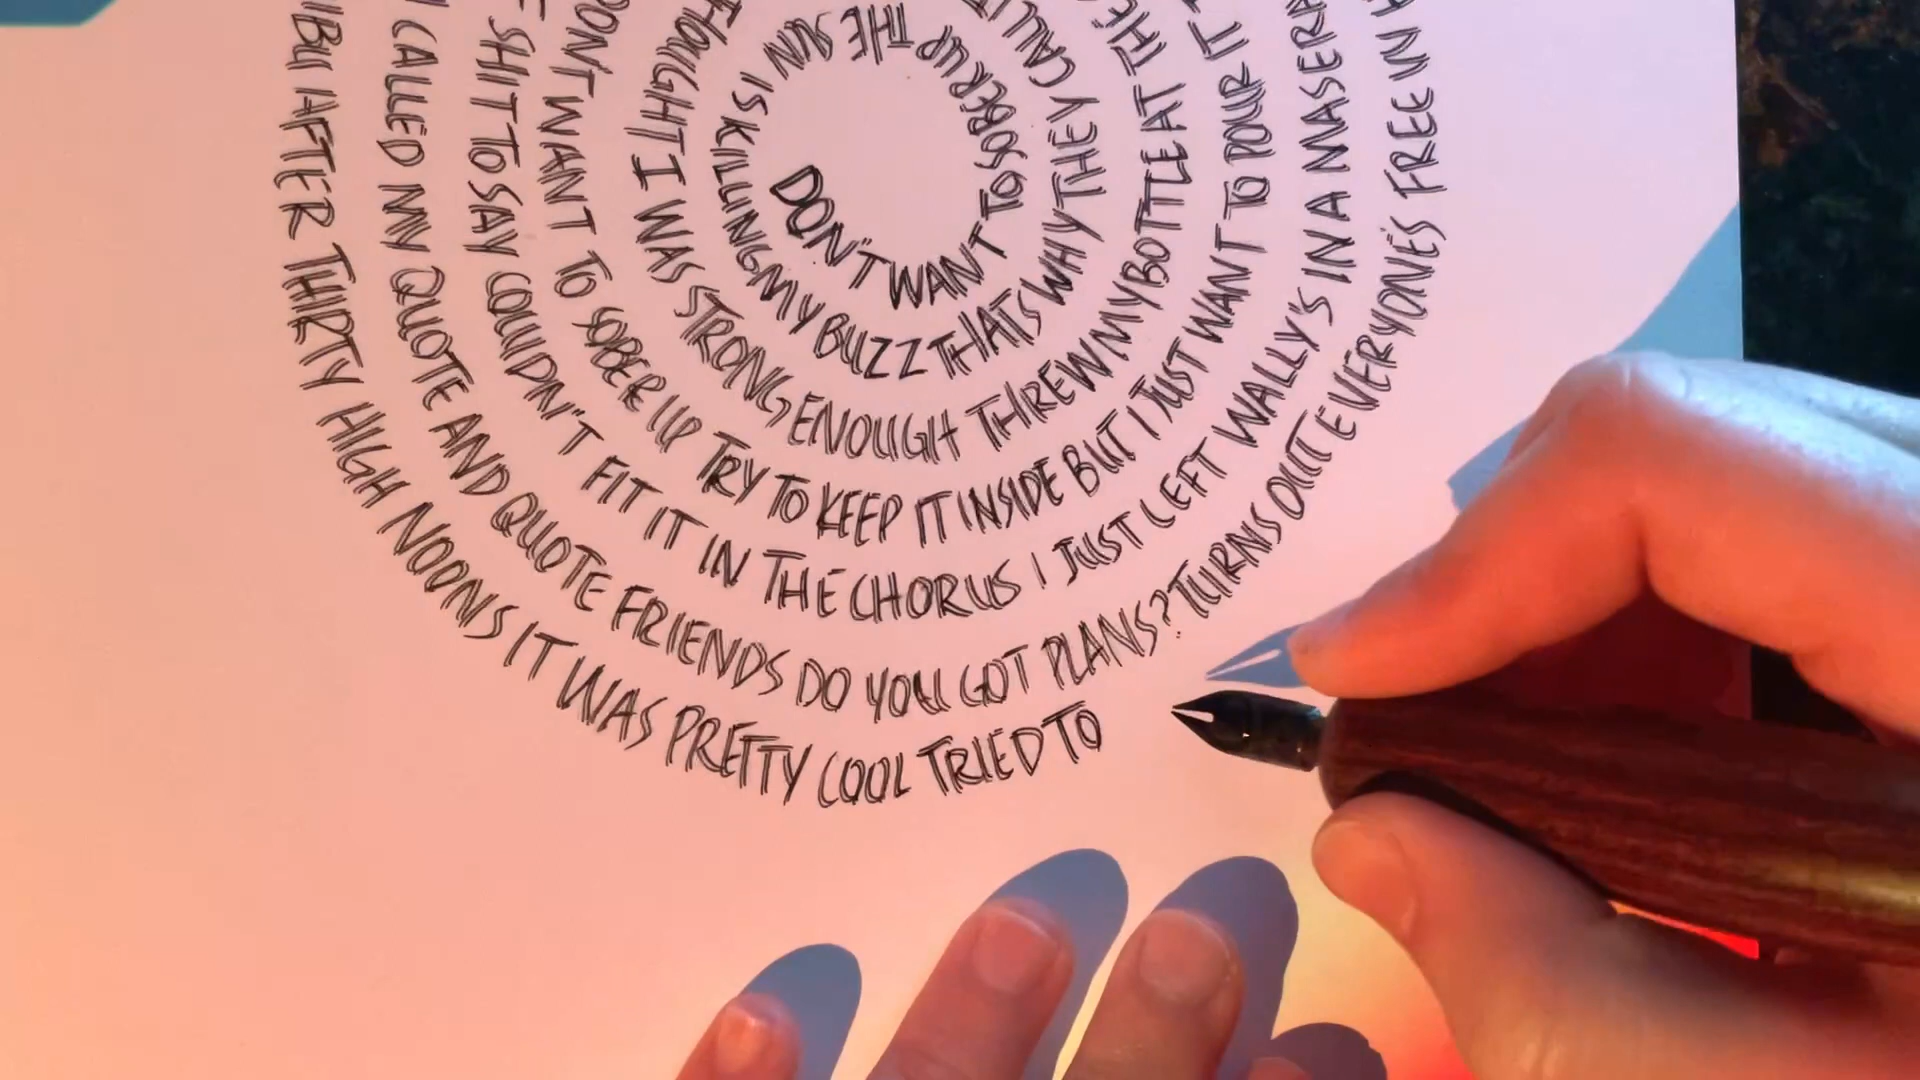 DON'T WANT TO SOBER UP THE SUN IS KILLING MY BUZZ THATS WHY THEY CALL IT
THOUGHT I WAS STRONG ENOUGH THREW MY BOTTLE AT THE
DON'T WANT TO SOBER UP TRY TO KEEP IT INSIDE BUT I JUST WANT TO POUR IT
SHIT TO SAY COULDN'T FIT IT IN THE CHORUS I JUST LEFT WALLY'S IN A MASERA
I CALLED MY QUOTE AND QUOTE FRIENDS DO YOU GOT PLANS? TURNS OUT EVERYONE'S FREE IN
IBU AFTER THIRTY HIGH NOONS IT WAS PRETTY COOL TRIED TO